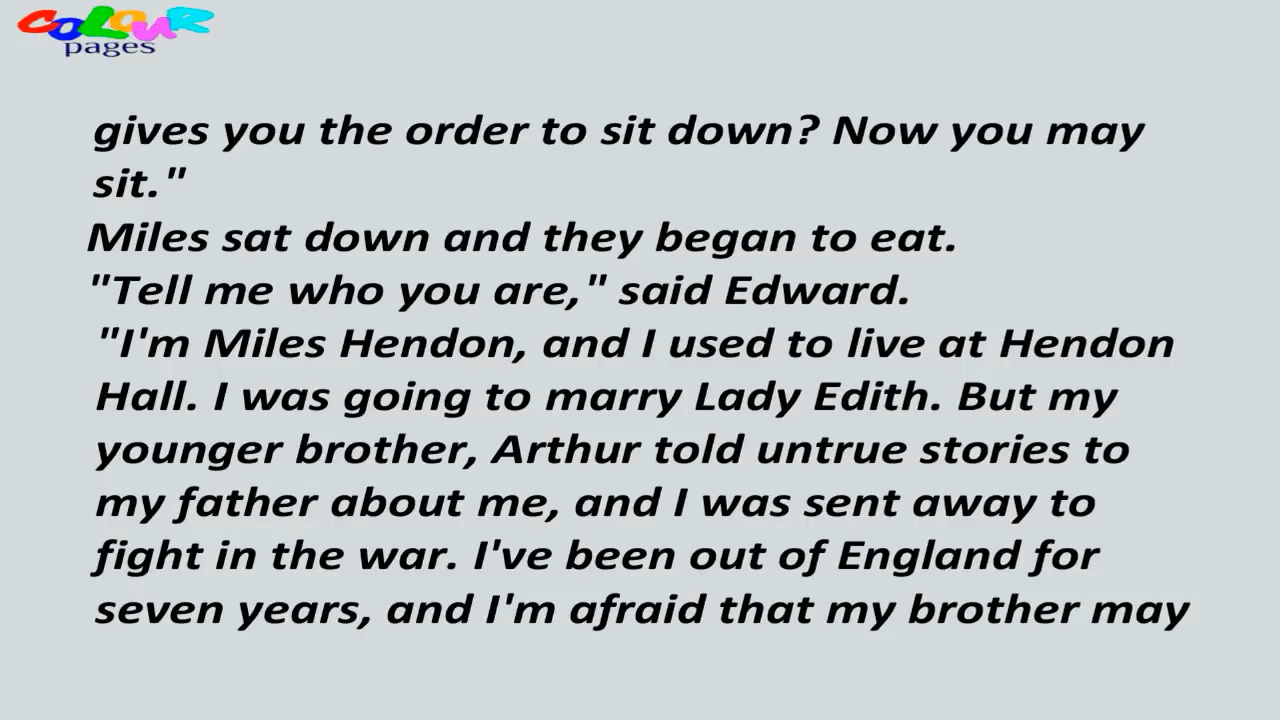 COLOUR
pages
gives you the order to sit down? Now you may
sit."
Miles sat down and they began to eat.
"Tell me who you are," said Edward.
"I'm Miles Hendon, and I used to live at Hendon
Hall. I was going to marry Lady Edith. But my
younger brother, Arthur told untrue stories to
my father about me, and I was sent away to
fight in the war. I've been out of England for
seven years, and I'm afraid that my brother may